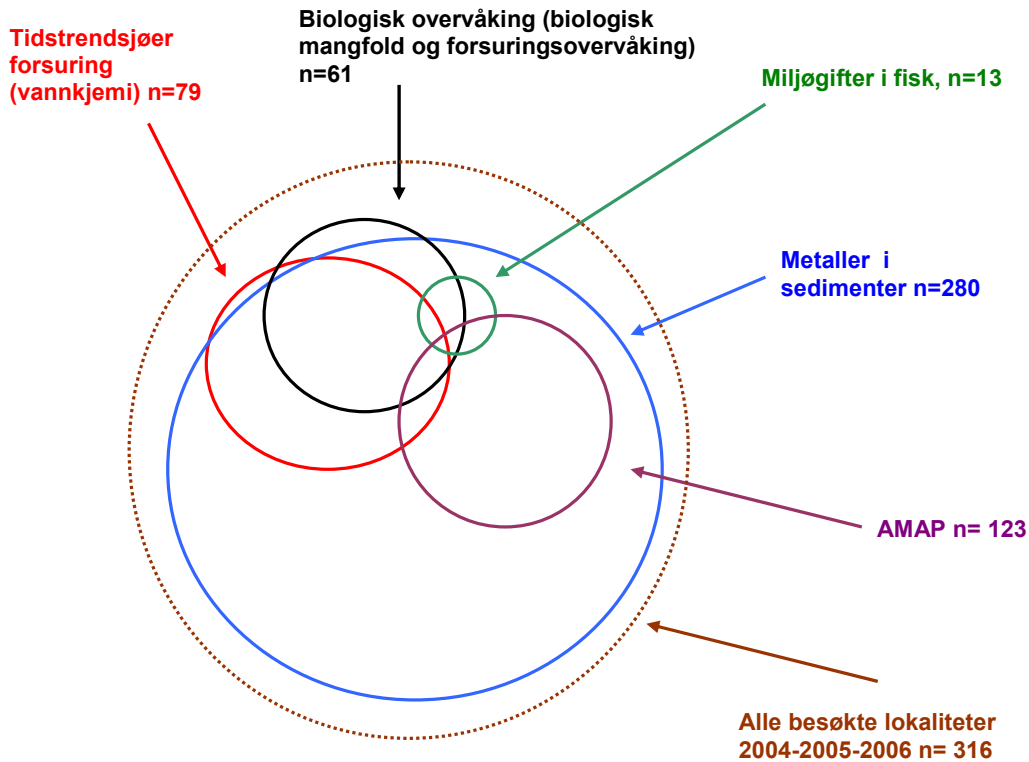 Tidstrendsjøer
forsuring
(vannkjemi) n=79
Biologisk overvåking (biologisk
mangfold og forsuringsovervåking)
n=61
Miljøgifter i fisk, n=13
Metaller i
sedimenter n=280
AMAP n= 123
Alle besøkte lokaliteter
2004-2005-2006 n= 316